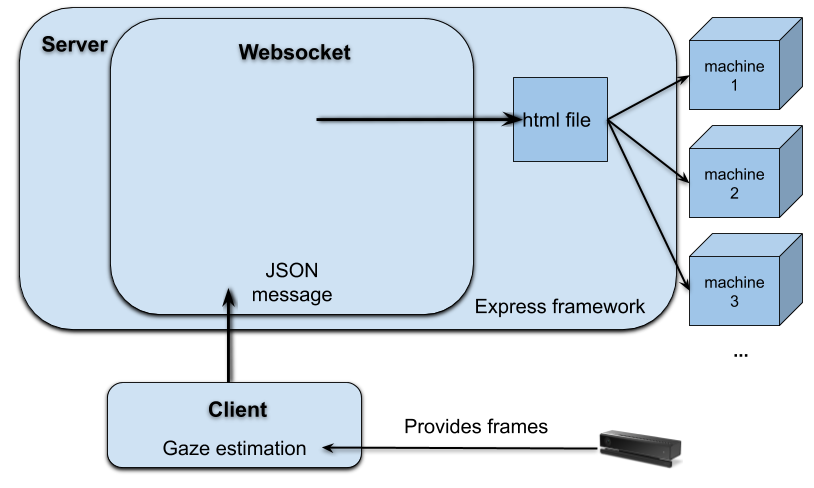 Server
Websocket
html file
machine
1
machine
2
machine
3
...
JSON
message
Express framework
Client
Gaze estimation
Provides frames